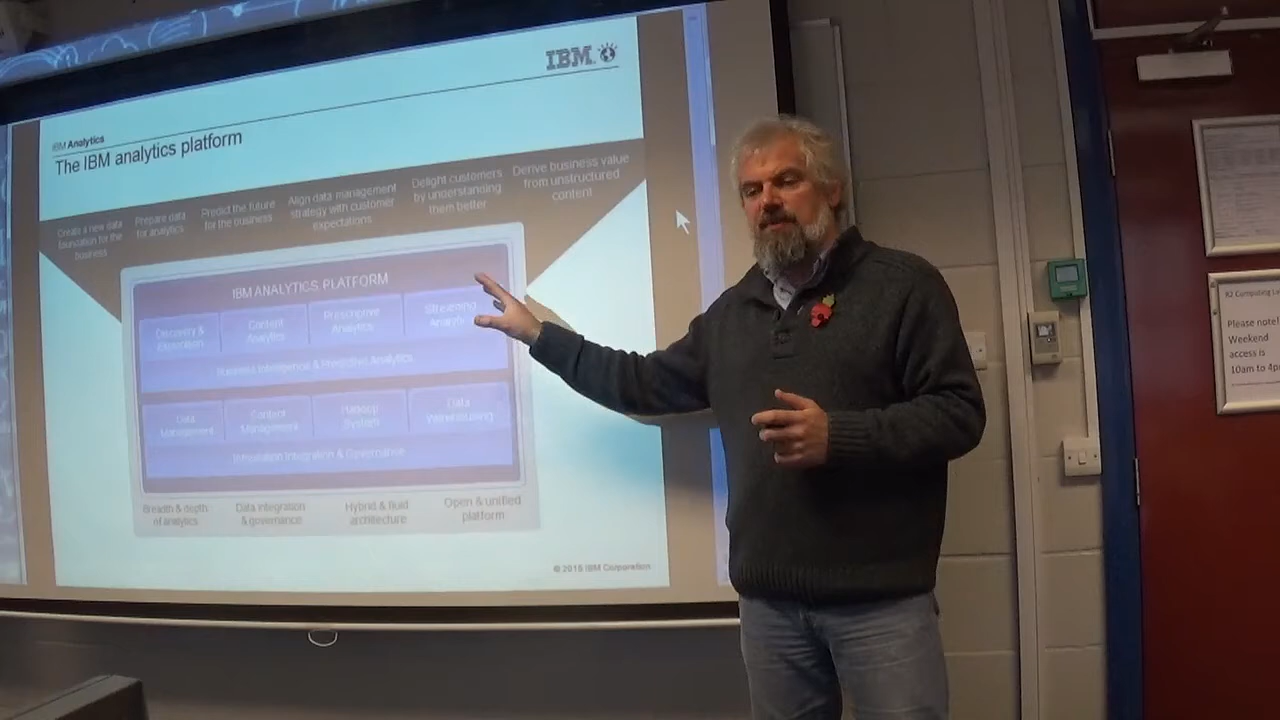 IBM
IBM Analytics
The IBM analytics platform
Create a new data
foundation for the
business
Prepare data
for analytics
Predict the future
for the business
Align data management
strategy with customer
expectations
Delight customers
by understanding
them better
Derive business value
from unstructured
content
IBM ANALYTICS PLATFORM
Discovery &
Exploration
Content
Analytics
Prescriptive
Analytics
Streaming
Analytics
Business Intelligence & Predictive Analytics
Data
Management
Content
Management
Hadoop
System
Data
Warehousing
Information Integration & Governance
Breadth & depth
of analytics
Data integration
& governance
Hybrid & fluid
architecture
Open & unified
platform
© 2015 IBM Corporation
Computing
Please note!
Weekend
access is
10am to 4p